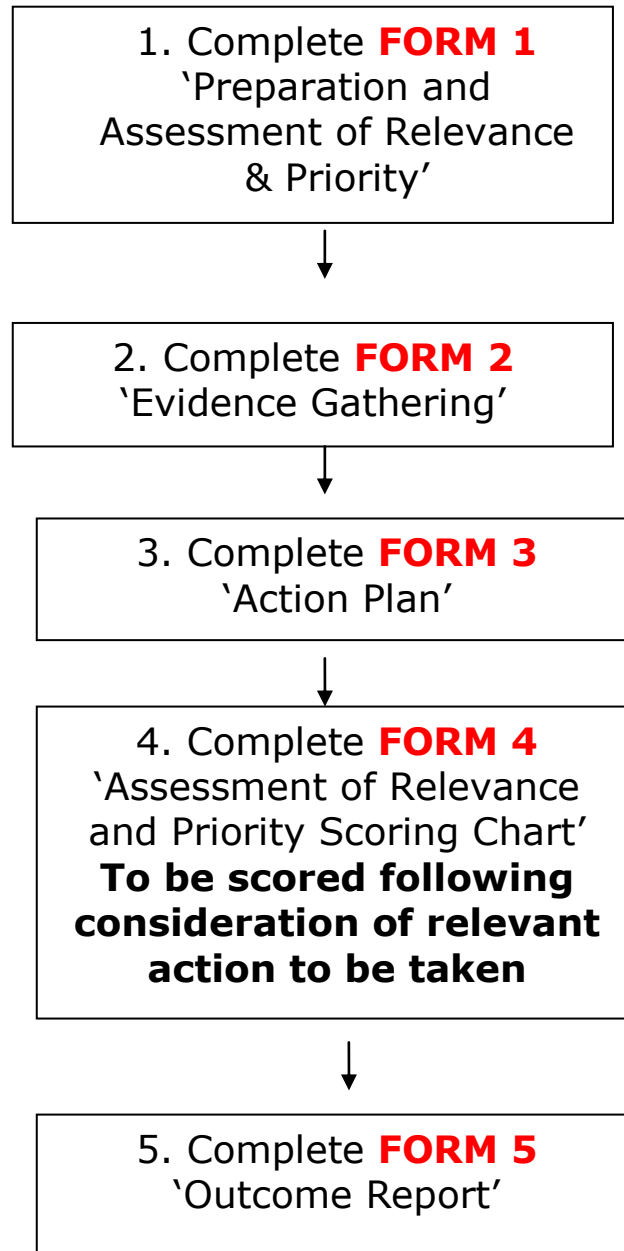 1. Complete FORM 1
‘Preparation and
Assessment of Relevance
& Priority’
2. Complete FORM 2
‘Evidence Gathering’
3. Complete FORM 3
‘Action Plan’
4. Complete FORM 4
‘Assessment of Relevance
and Priority Scoring Chart’
To be scored following
consideration of relevant
action to be taken
5. Complete FORM 5
‘Outcome Report’